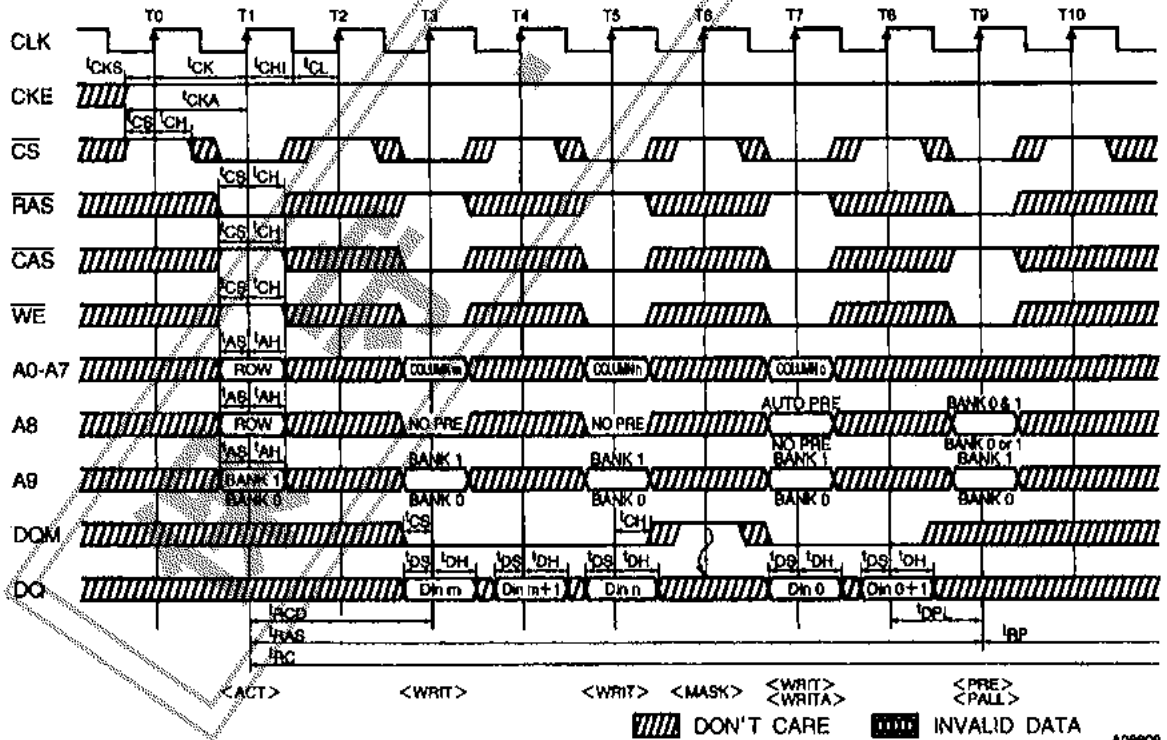 T0 T1 T2 T3 T4 T5 T6 T7 T8 T9 T10
CLK
tCKS tCK tCHI tCL
CKE
tCKA
tCS tCH
CS
tCS tCH
RAS
tCS tCH
CAS
tCS tCH
WE
tAS tAH
A0-A7 ROW COLUMN m COLUMN n COLUMN o
tAS tAH AUTO PRE BANK 0 & 1
A8 ROW NO PRE NO PRE
NO PRE BANK 0 or 1
tAS tAH BANK 1 BANK 1 BANK 1 BANK 1
A9 BANK 1
BANK 0 BANK 0 BANK 0 BANK 0 BANK 0
tCS tCH
DQM
tDS tDH tDS tDH tDS tDH tDS tDH tDS tDH
DQ Din m Din m+1 Din n Din 0 Din 0+1
tRCD tDPL
tRAS tRP
tRC
<ACT> <WRIT> <WRIT> <MASK> <WRIT> <PRE>
<WRITA> <PALL>
DON'T CARE INVALID DATA